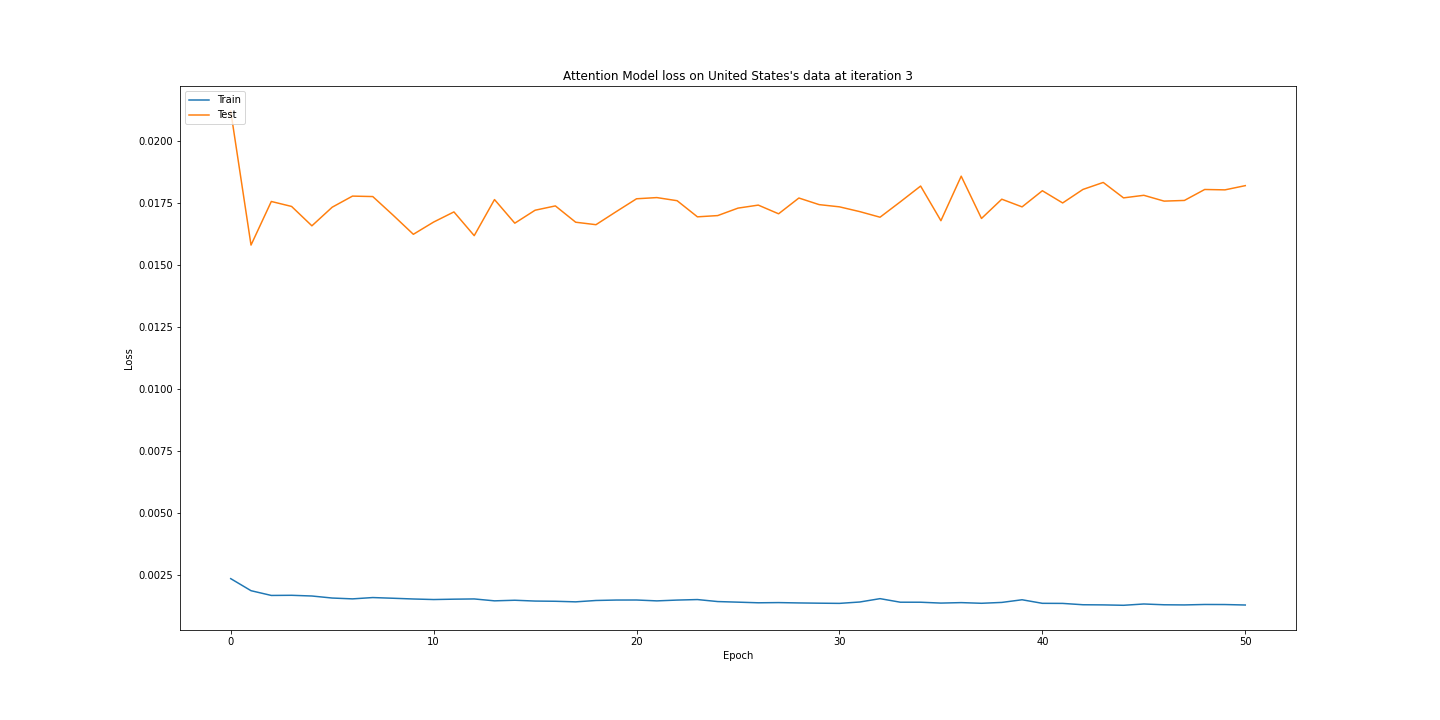 Attention Model loss on United States's data at iteration 3
Train
Test
0.0200
0.0175
0.0150
0.0125
0.0100
0.0075
0.0050
0.0025
Loss
0 10 20 30 40 50
Epoch